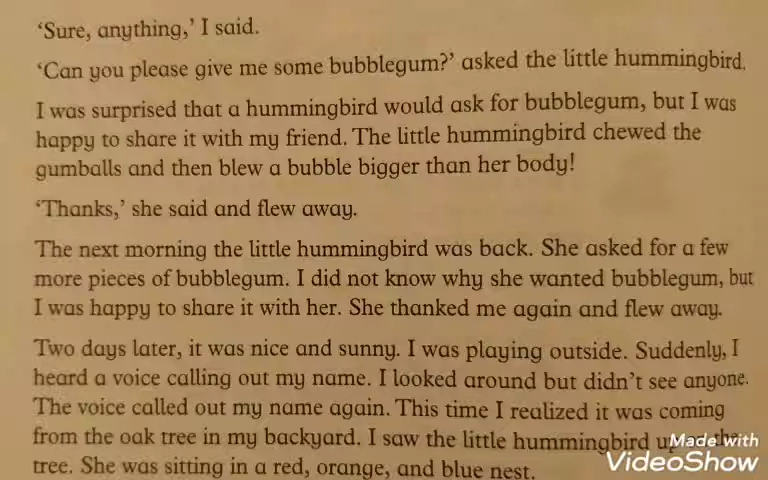 ‘Sure, anything,’ I said.
‘Can you please give me some bubblegum?’ asked the little hummingbird.
I was surprised that a hummingbird would ask for bubblegum, but I was
happy to share it with my friend. The little hummingbird chewed the
gumballs and then blew a bubble bigger than her body!
‘Thanks,’ she said and flew away.
The next morning the little hummingbird was back. She asked for a few
more pieces of bubblegum. I did not know why she wanted bubblegum, but
I was happy to share it with her. She thanked me again and flew away.
Two days later, it was nice and sunny. I was playing outside. Suddenly, I
heard a voice calling out my name. I looked around but didn’t see anyone.
The voice called out my name again. This time I realized it was coming
from the oak tree in my backyard. I saw the little hummingbird up the
tree. She was sitting in a red, orange, and blue nest.
Made with
VideoShow